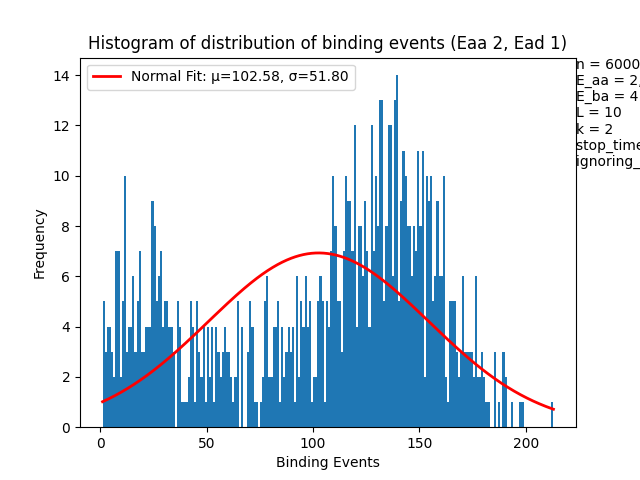 Histogram of distribution of binding events (Eaa 2, Ead 1)
Normal Fit: μ=102.58, σ=51.80
n = 6000
E_aa = 2,
E_ba = 4
L = 10
k = 2
stop_time
ignoring_
Frequency
14
12
10
8
6
4
2
0
0 50 100 150 200
Binding Events